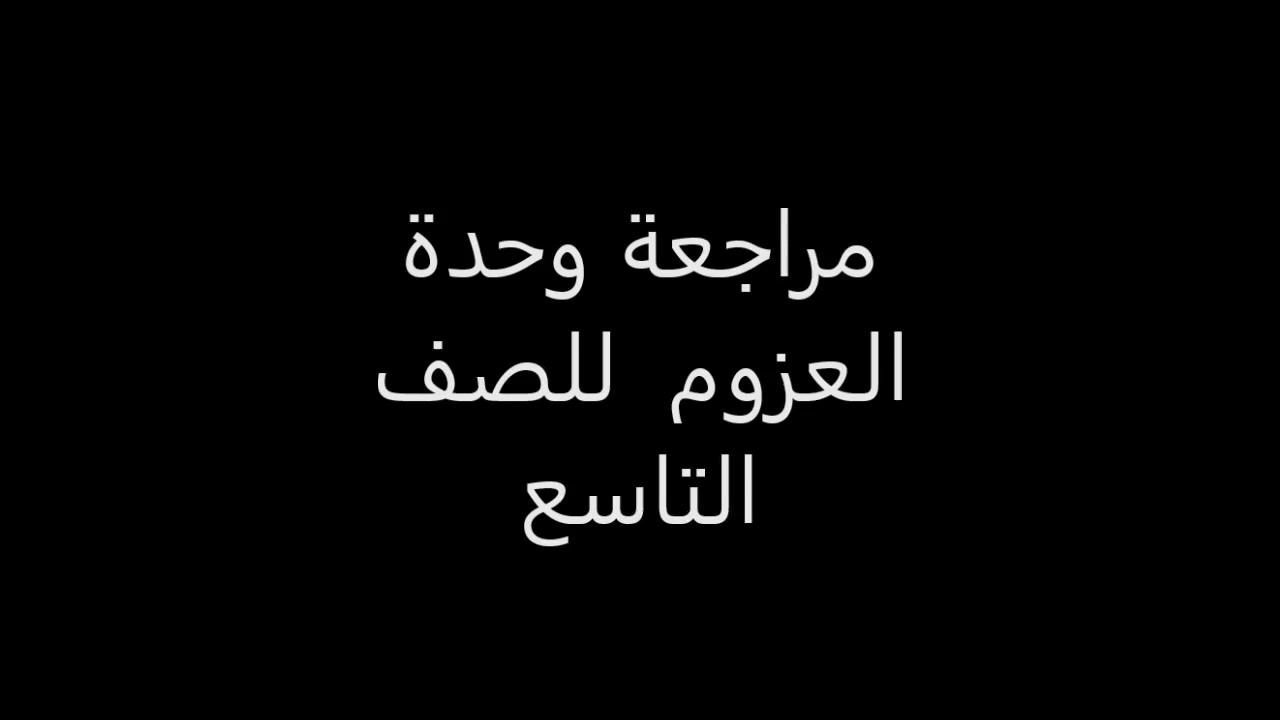 مراجعة وحدة
العزوم للصف
التاسع